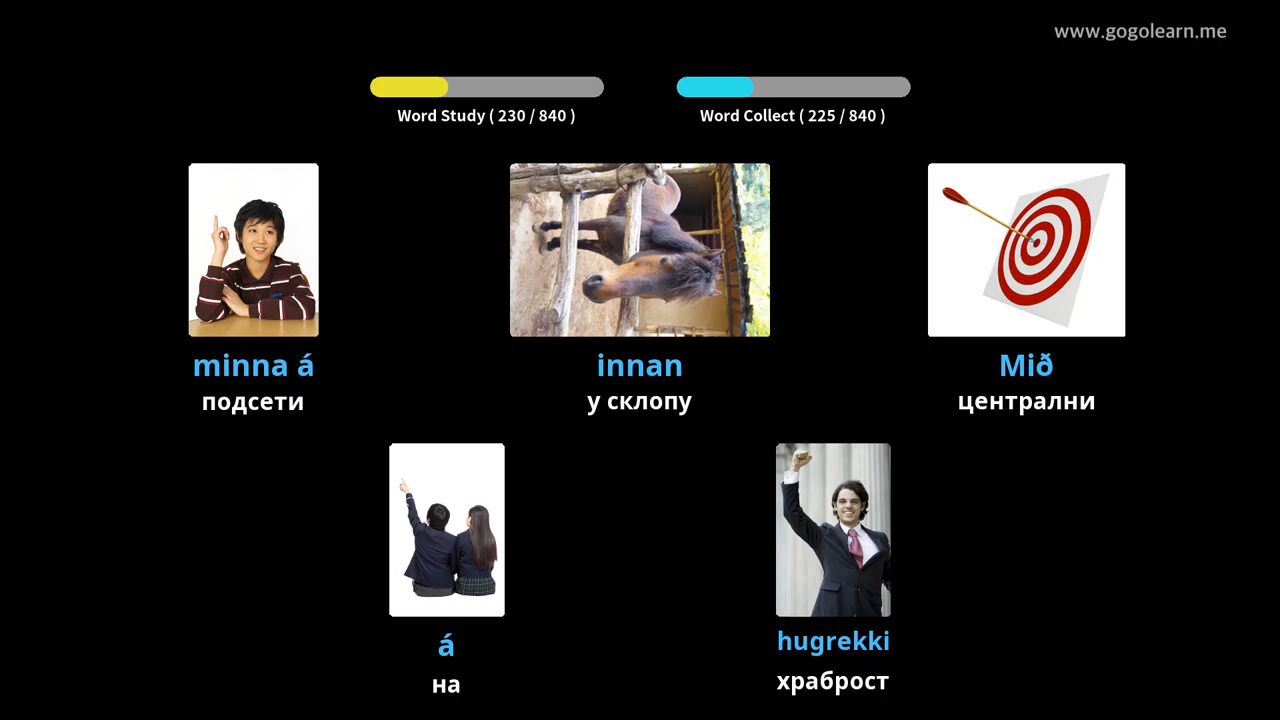 www.gogolearn.me
Word Study ( 230 / 840 )
Word Collect ( 225 / 840 )
minna á
подсети
innan
у склопу
Mið
централни
á
на
hugrekki
храброст